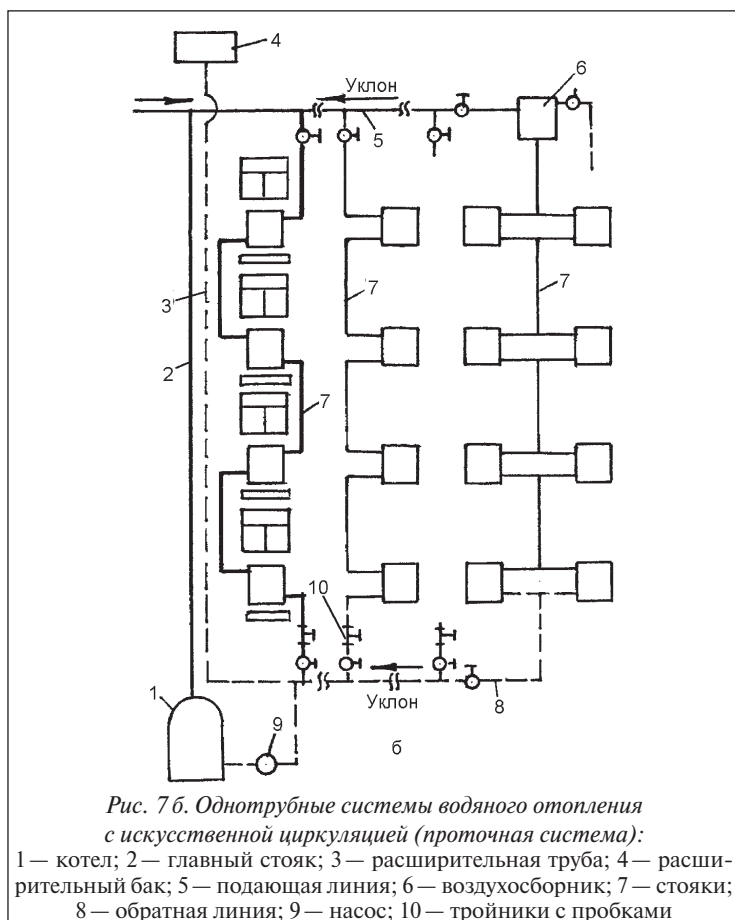 4
Уклон
6
5
3
7
7
2
7
10
1
Уклон
8
9
б
Рис. 7 б. Однотрубные системы водяного отопления
с искусственной циркуляцией (проточная система):
1 — котел; 2 — главный стояк; 3 — расширительная труба; 4 — расши-
рительный бак; 5 — подающая линия; 6 — воздухосборник; 7 — стояки;
8 — обратная линия; 9 — насос; 10 — тройники с пробками